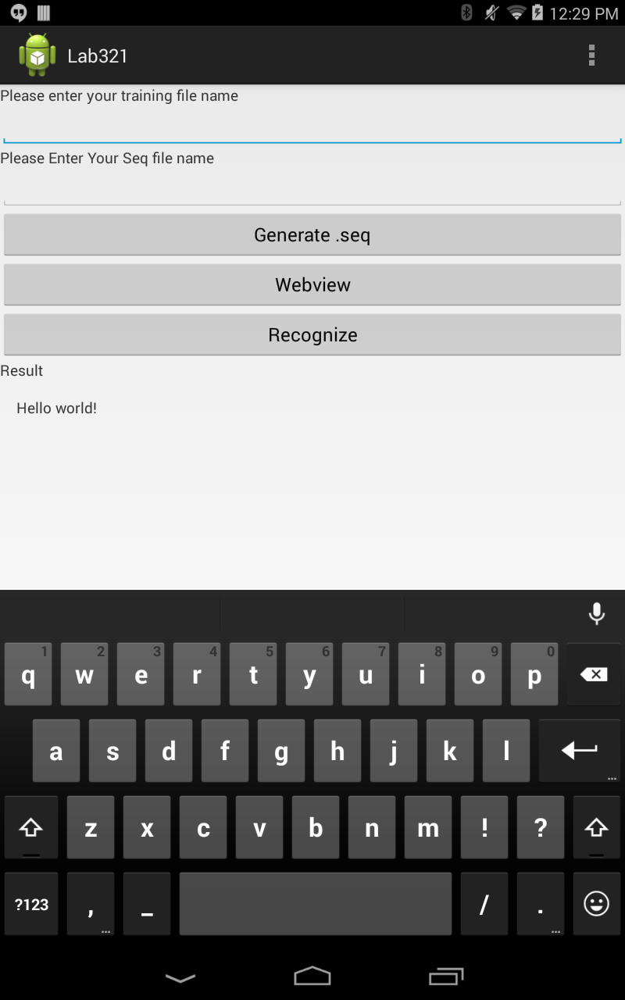 12:29 PM
Lab321
Please enter your training file name
Please Enter Your Seq file name
Generate .seq
Webview
Recognize
Result
Hello world!
1 2 3 4 5 6 7 8 9 0
q w e r t y u i o p
a s d f g h j k l
...
z x c v b n m ! ?
?123 , _ / .
... ...